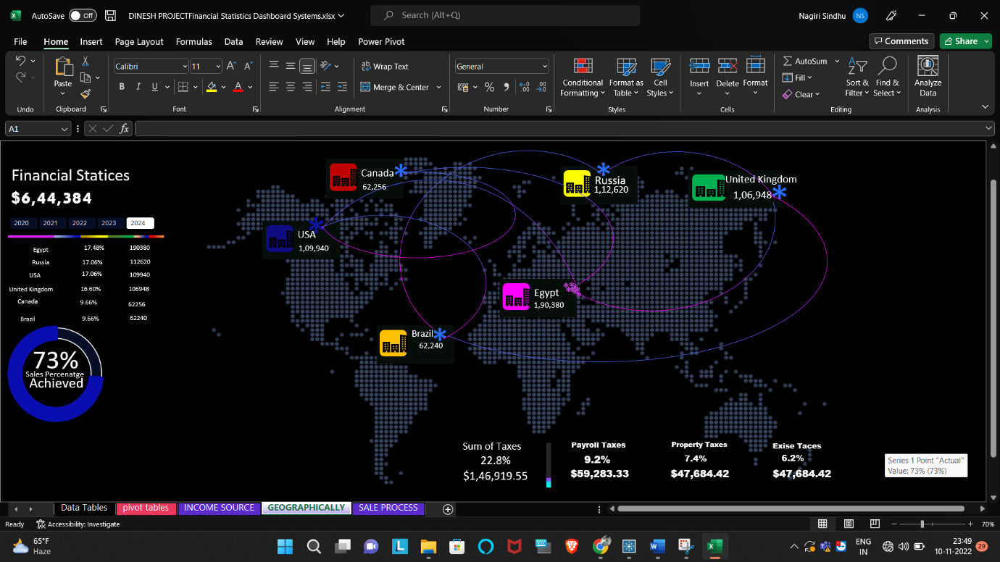 AutoSave Off DINESH PROJECTFinancial Statistics Dashboard Systems.xlsx Search (Alt+Q) Nagiri Sindhu NS
File Home Insert Page Layout Formulas Data Review View Help Power Pivot Comments Share
Paste Calibri 11 Wrap Text General AutoSum
B I U Merge & Center % Conditional Formatting Format as Table Cell Styles Insert Delete Format Fill Clear Sort & Filter Find & Select Analyze Data
Undo Clipboard Font Alignment Number Styles Cells Editing Analysis
A1 fx
Financial Statices
$6,44,384
2020 2021 2022 2023 2024
Egypt 17.48% 190380
Russia 17.06% 112620
USA 17.06% 109940
United Kingdom 16.60% 106948
Canada 9.66% 62256
Brazil 9.66% 62240
73%
Sales Percenatge
Achieved
Canada
62,256
Russia
1,12,620
United Kingdom
1,06,948
USA
1,09,940
Egypt
1,90,380
Brazil
62,240
Sum of Taxes
22.8%
$1,46,919.55
Payroll Taxes
9.2%
$59,283.33
Property Taxes
7.4%
$47,684.42
Exise Taces
6.2%
$47,684.42
Series 1 Point "Actual"
Value: 73% (73%)
Data Tables pivot tables INCOME SOURCE GEOGRAPHICALLY SALE PROCESS
Ready Accessibility: Investigate 70%
65°F
Haze
ENG
IN
23:49
10-11-2022
29